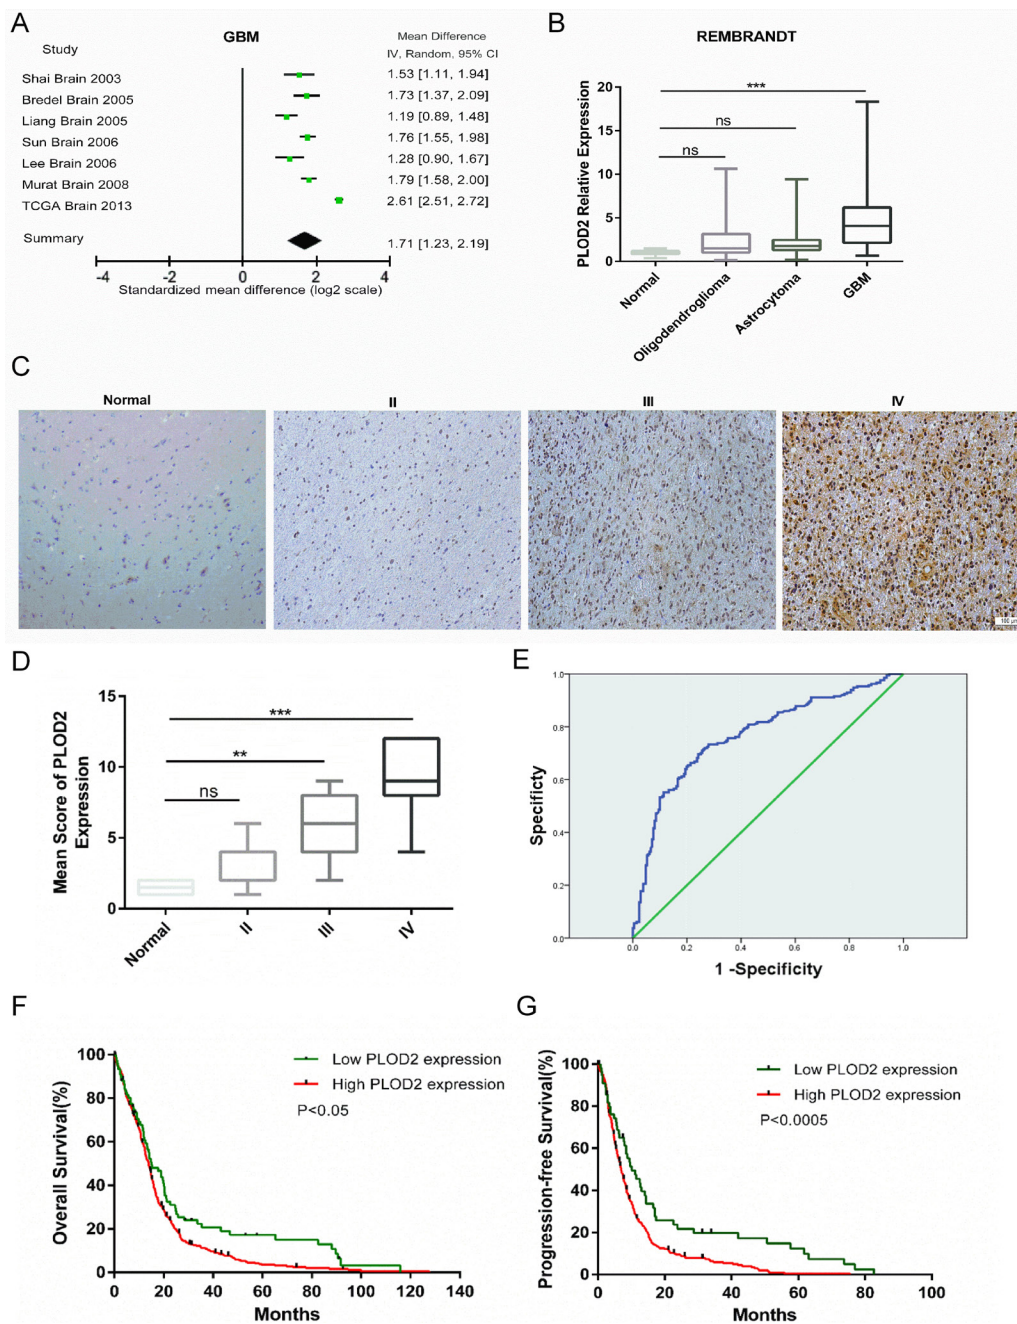 A
GBM
Study
Mean Difference
IV, Random, 95% CI
Shai Brain 2003 1.53 [1.11, 1.94]
Bredel Brain 2005 1.73 [1.37, 2.09]
Liang Brain 2005 1.19 [0.89, 1.48]
Sun Brain 2006 1.76 [1.55, 1.98]
Lee Brain 2006 1.28 [0.90, 1.67]
Murat Brain 2008 1.79 [1.58, 2.00]
TCGA Brain 2013 2.61 [2.51, 2.72]
Summary 1.71 [1.23, 2.19]
-4 -2 0 2 4
Standardized mean difference (log2 scale)
B
REMBRANDT
PLOD2 Relative Expression
20
15
10
5
0
***
ns
ns
Normal
Oligodendroglioma
Astrocytoma
GBM
C
Normal II III IV
100 µm
D
Mean Score of PLOD2
Expression
15
10
5
0
***
**
ns
Normal
II
III
IV
E
Specificty
1.0
0.8
0.6
0.4
0.2
0.0
0.0 0.2 0.4 0.6 0.8 1.0
1 -Specificity
F
Overall Survival(%)
100
80
60
40
20
0
Low PLOD2 expression
High PLOD2 expression
P<0.05
0 20 40 60 80 100 120 140
Months
G
Progression-free Survival(%)
100
80
60
40
20
0
Low PLOD2 expression
High PLOD2 expression
P<0.0005
0 20 40 60 80 100
Months